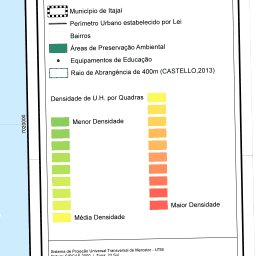 Município de Itajaí
Perímetro Urbano estabelecido por Lei
Bairros
Áreas de Preservação Ambiental
Equipamentos de Educação
Raio de Abrangência de 400m (CASTELLO,2013)
Densidade de U.H. por Quadras
Menor Densidade
Maior Densidade
Média Densidade
Sistema de Projeção Universal Transversal de Mercator - UTM